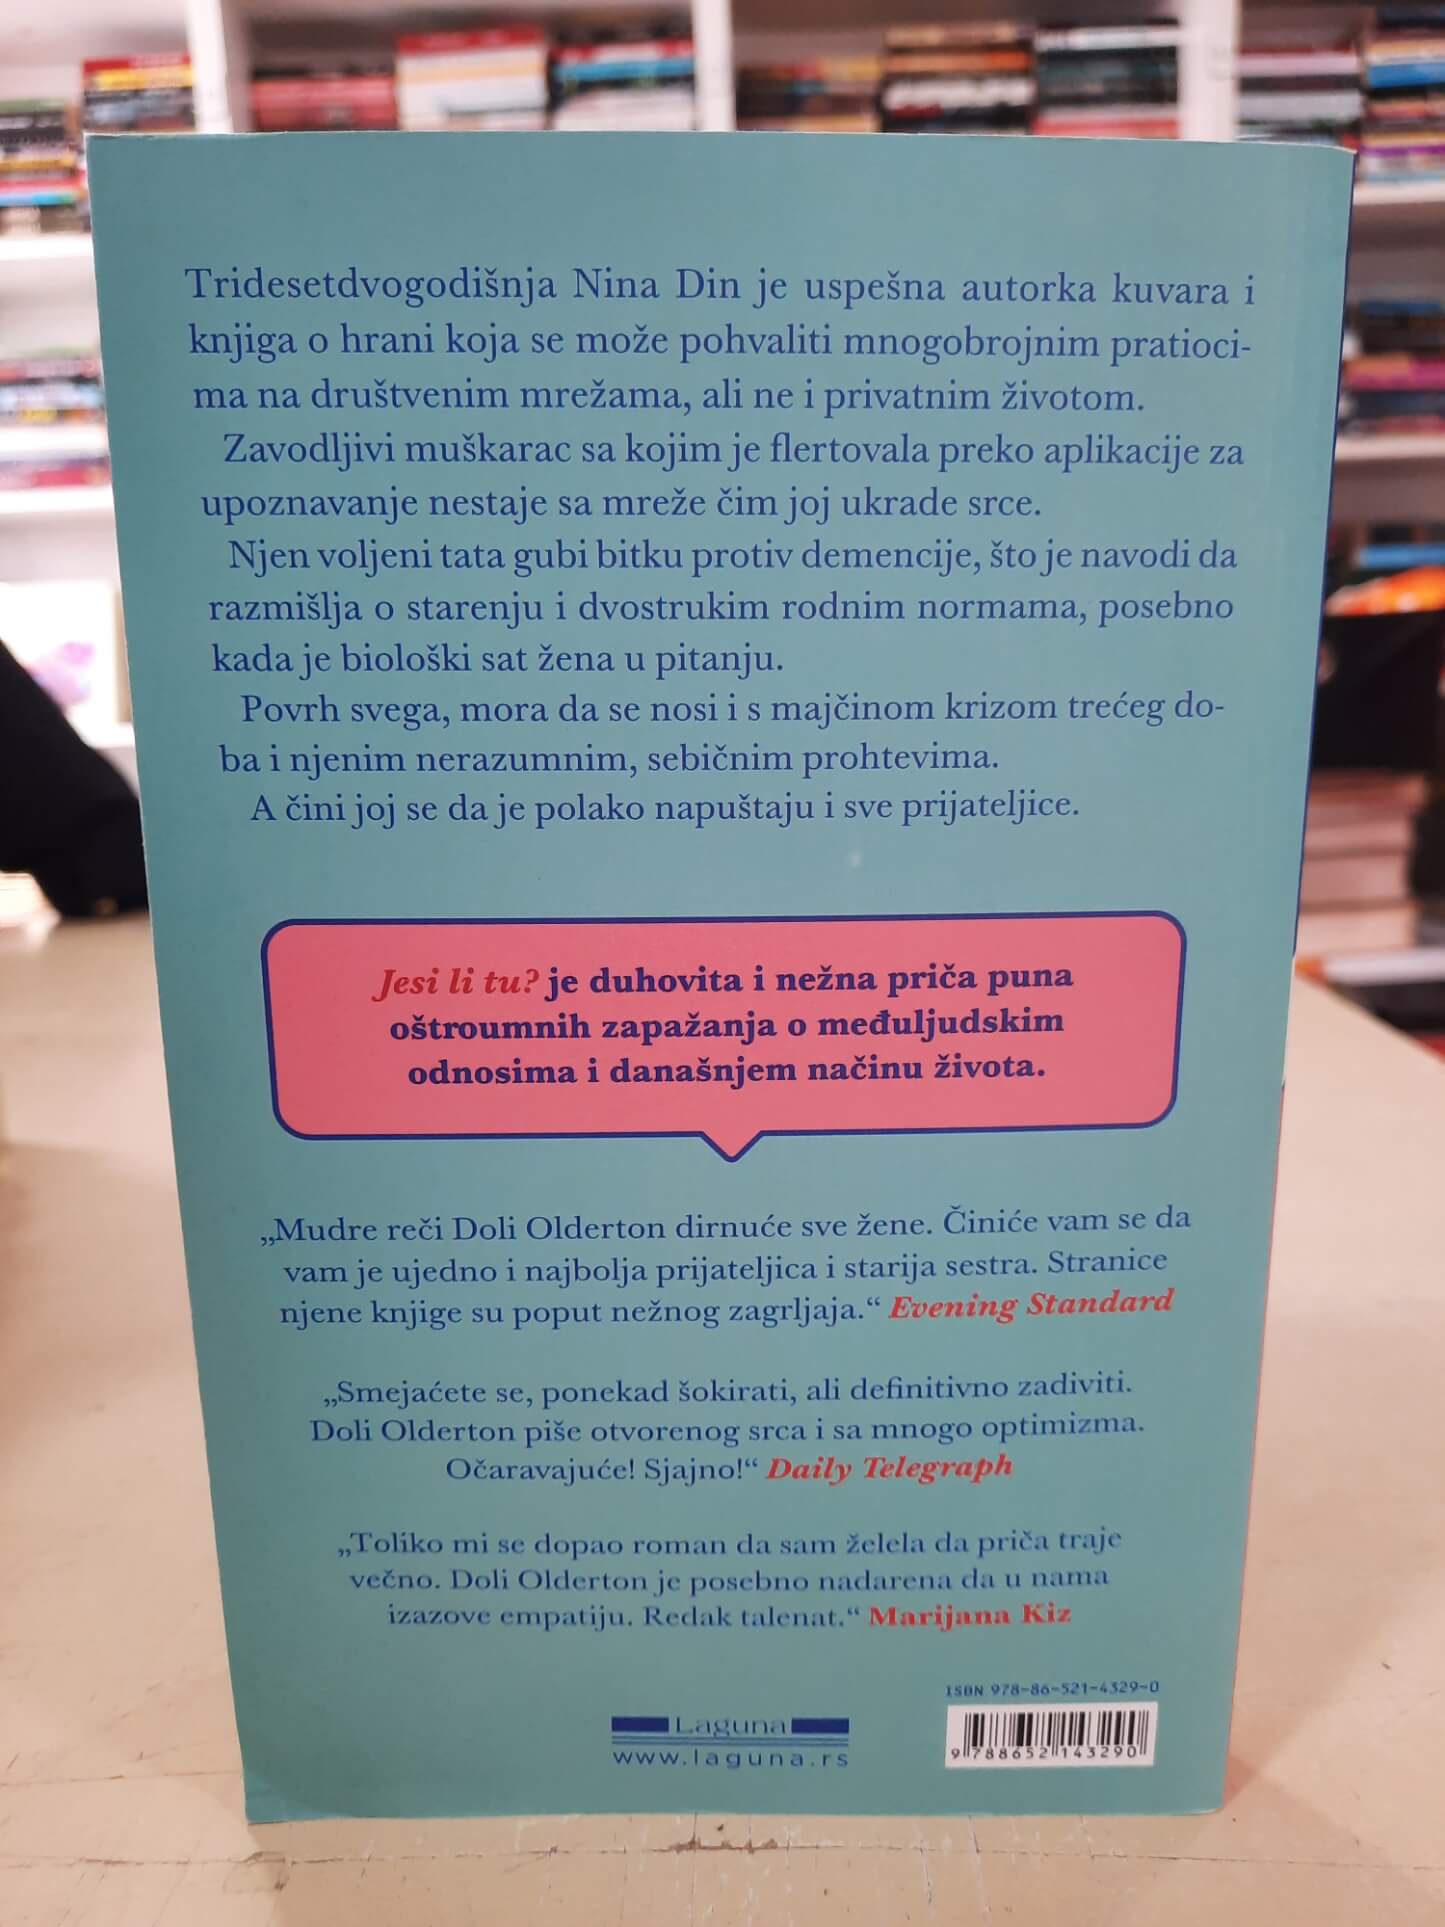 Tridesetdvogodišnja Nina Din je uspešna autorka kuvara i
knjiga o hrani koja se može pohvaliti mnogobrojnim pratioci-
ma na društvenim mrežama, ali ne i privatnim životom.
Zavodljivi muškarac sa kojim je flertovala preko aplikacije za
upoznavanje nestaje sa mreže čim joj ukrade srce.
Njen voljeni tata gubi bitku protiv demencije, što je navodi da
razmišlja o starenju i dvostrukim rodnim normama, posebno
kada je biološki sat žena u pitanju.
Povrh svega, mora da se nosi i s majčinom krizom trećeg do-
ba i njenim nerazumnim, sebičnim prohtevima.
A čini joj se da je polako napuštaju i sve prijateljice.
Jesi li tu? je duhovita i nežna priča puna
oštroumnih zapažanja o međuljudskim
odnosima i današnjem načinu života.
„Mudre reči Doli Olderton dirnuće sve žene. Činiće vam se da
vam je ujedno i najbolja prijateljica i starija sestra. Stranice
njene knjige su poput nežnog zagrljaja.“ Evening Standard
„Smejaćete se, ponekad šokirati, ali definitivno zadiviti.
Doli Olderton piše otvorenog srca i sa mnogo optimizma.
Očaravajuće! Sjajno!“ Daily Telegraph
„Toliko mi se dopao roman da sam želela da priča traje
večno. Doli Olderton je posebno nadarena da u nama
izazove empatiju. Redak talenat.“ Marijana Kiz
ISBN 978-86-521-4329-0
Laguna
www.laguna.rs
9 788652 143290